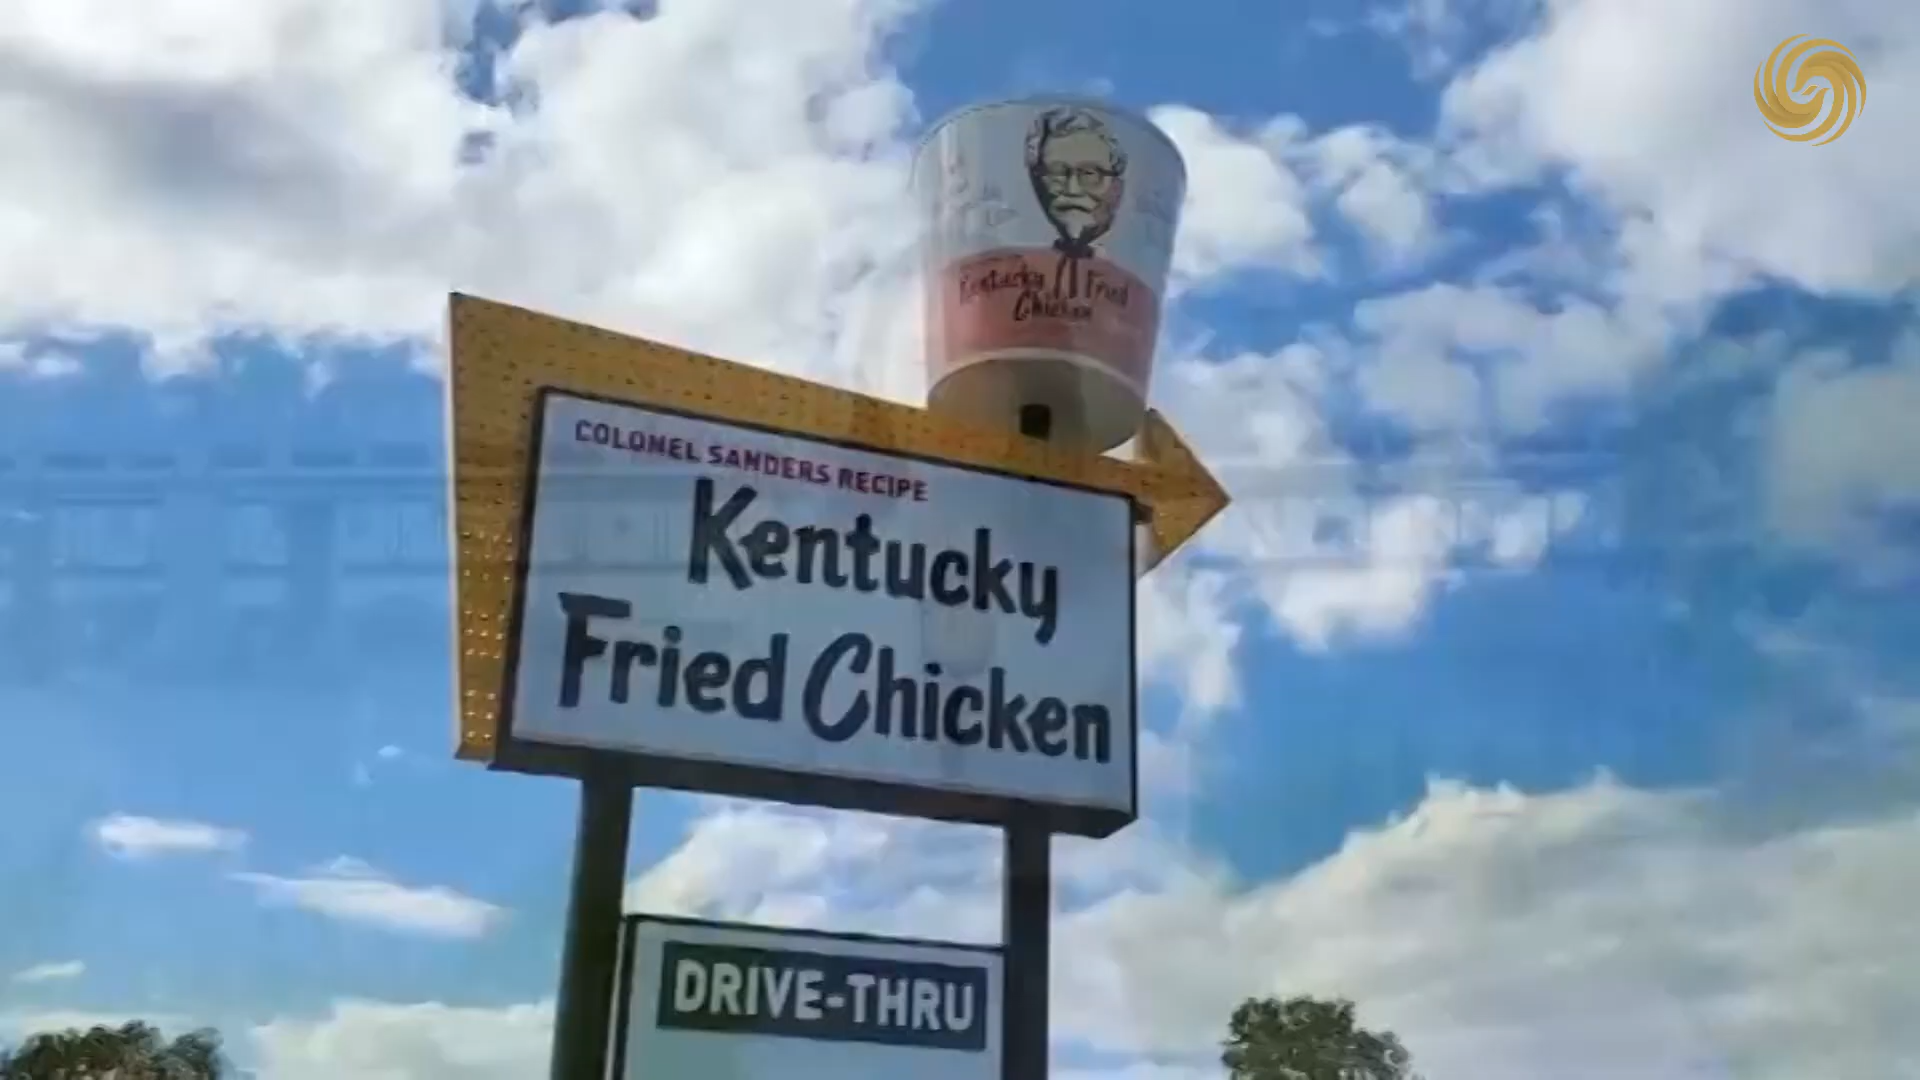 Kentucky Fried
Chicken
COLONEL SANDERS RECIPE
Kentucky
Fried Chicken
DRIVE-THRU